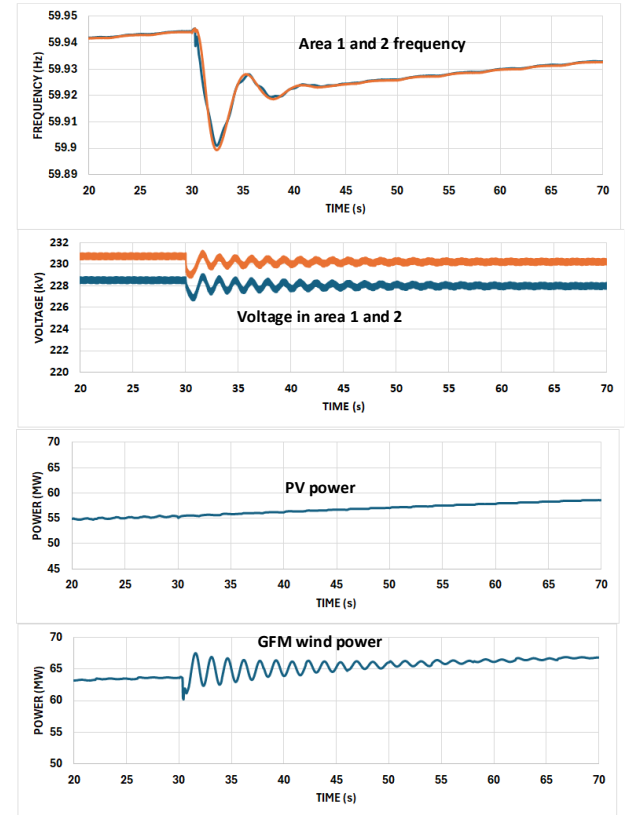 59.95
59.94
59.93
59.92
59.91
59.9
59.89
FREQUENCY (Hz)
Area 1 and 2 frequency
20 25 30 35 40 45 50 55 60 65 70
TIME (s)
232
230
228
226
224
222
220
VOLTAGE (kV)
Voltage in area 1 and 2
20 25 30 35 40 45 50 55 60 65 70
TIME (s)
70
65
60
55
50
45
POWER (MW)
PV power
20 25 30 35 40 45 50 55 60 65 70
TIME (s)
GFM wind power
70
65
60
55
50
POWER (MW)
20 25 30 35 40 45 50 55 60 65 70
TIME (s)